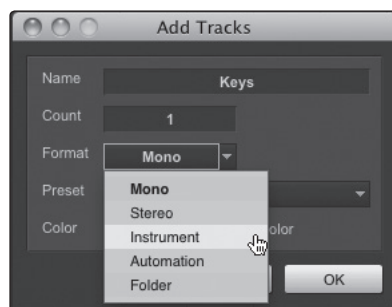 Add Tracks
Name Keys
Count 1
Format Mono
Mono
Preset
Stereo
Color
Instrument
olor
Automation
Folder
OK